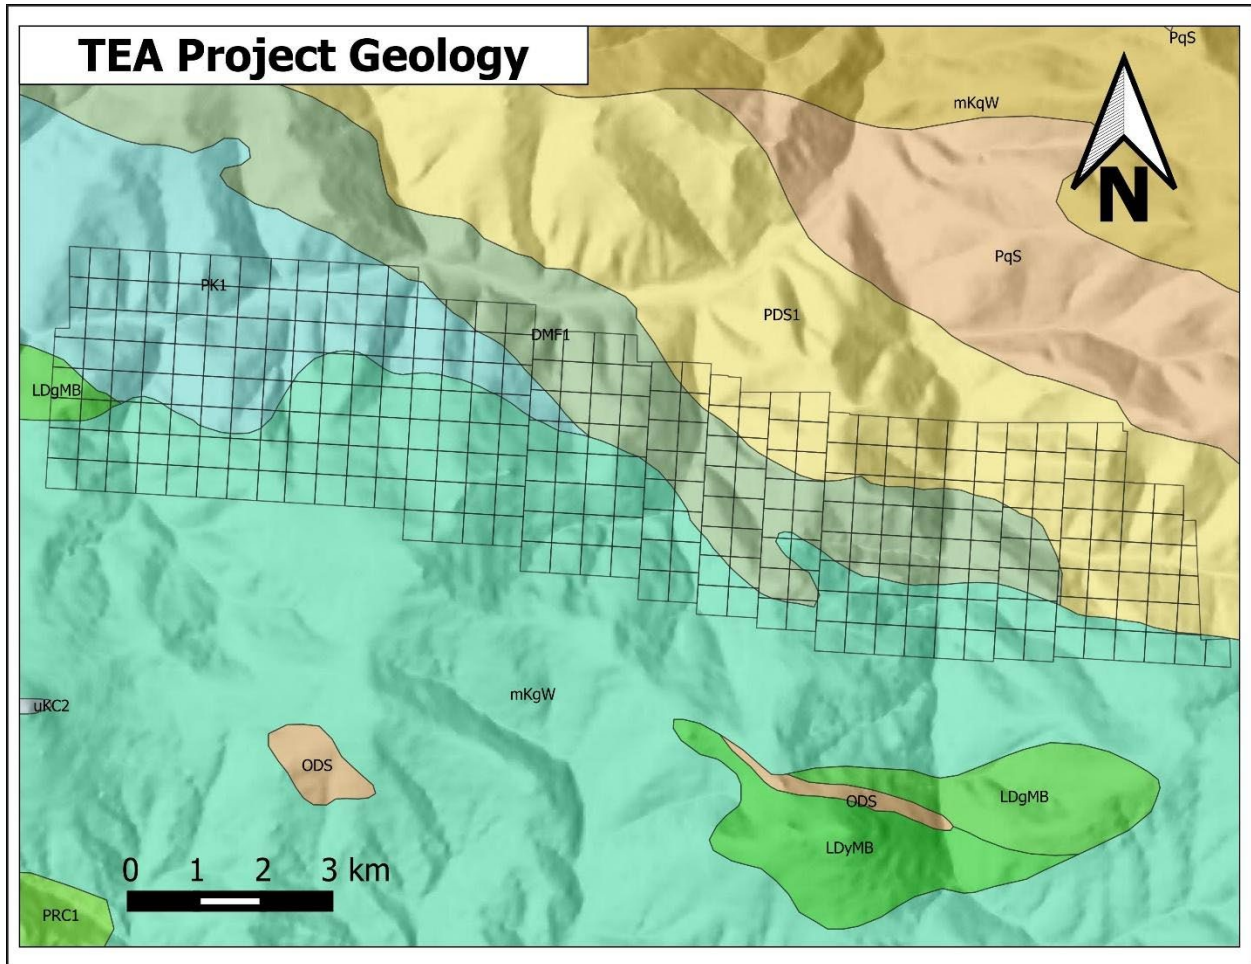 TEA Project Geology
PqS
mKqW
N
PqS
PK1
PDS1
DMF1
LDgMB
mKgW
uKC2
ODS
LDgMB
ODS
LDyMB
0 1 2 3 km
PRC1